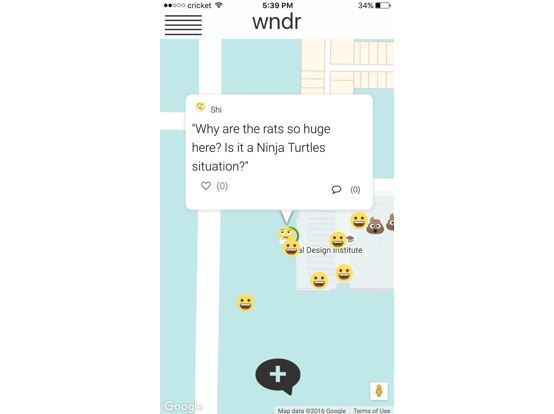 cricket 5:39 PM 34%
wndr
Shi
"Why are the rats so huge
here? Is it a Ninja Turtles
situation?"
(0) (0)
al Design Institute
Google
Map data ©2016 Google Terms of Use